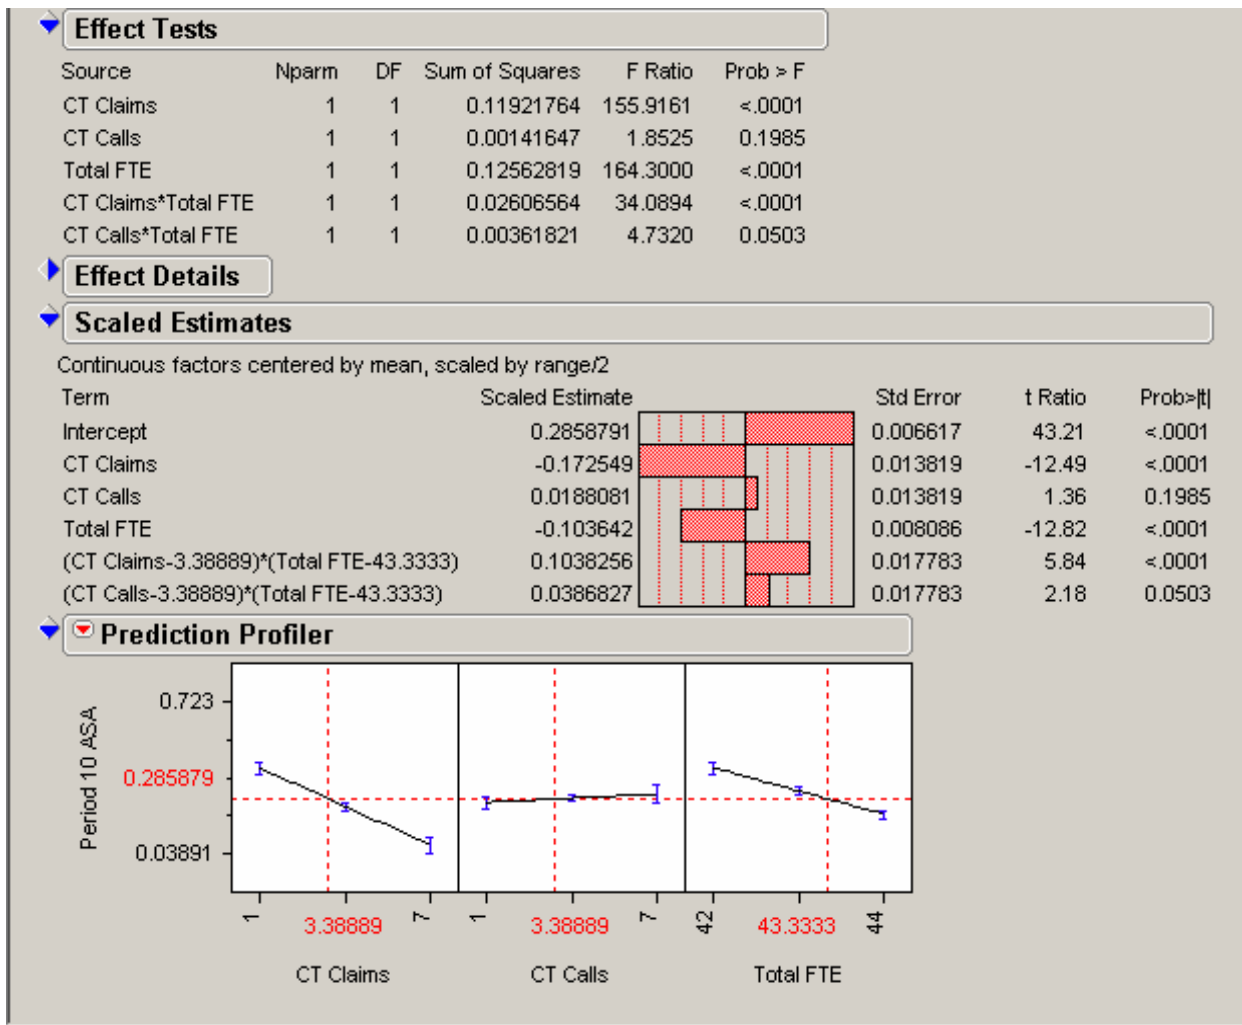 Effect Tests
Source Nparm DF Sum of Squares F Ratio Prob > F
CT Claims 1 1 0.11921764 155.9161 <.0001
CT Calls 1 1 0.00141647 1.8525 0.1985
Total FTE 1 1 0.12562819 164.3000 <.0001
CT Claims*Total FTE 1 1 0.02606564 34.0894 <.0001
CT Calls*Total FTE 1 1 0.00361821 4.7320 0.0503
Effect Details
Scaled Estimates
Continuous factors centered by mean, scaled by range/2
Term Scaled Estimate Std Error t Ratio Prob>|t|
Intercept 0.2858791 0.006617 43.21 <.0001
CT Claims -0.172549 0.013819 -12.49 <.0001
CT Calls 0.0188081 0.013819 1.36 0.1985
Total FTE -0.103642 0.008086 -12.82 <.0001
(CT Claims-3.38889)*(Total FTE-43.3333) 0.1038256 0.017783 5.84 <.0001
(CT Calls-3.38889)*(Total FTE-43.3333) 0.0386827 0.017783 2.18 0.0503
Prediction Profiler
Period 10 ASA
0.723
0.285879
0.03891
1 3.38889 7 1 3.38889 7 42 43.3333 44
CT Claims CT Calls Total FTE